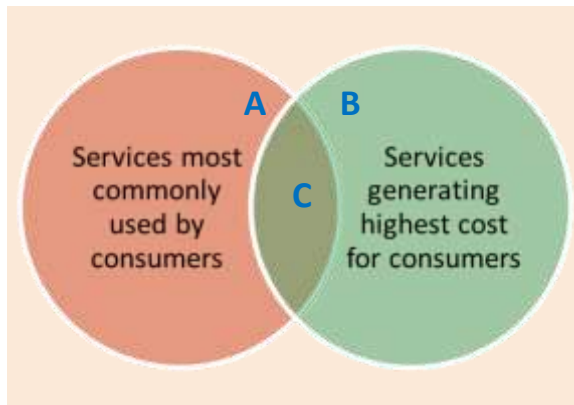 A
B
Services most
commonly
used by
consumers
C
Services
generating
highest cost
for consumers